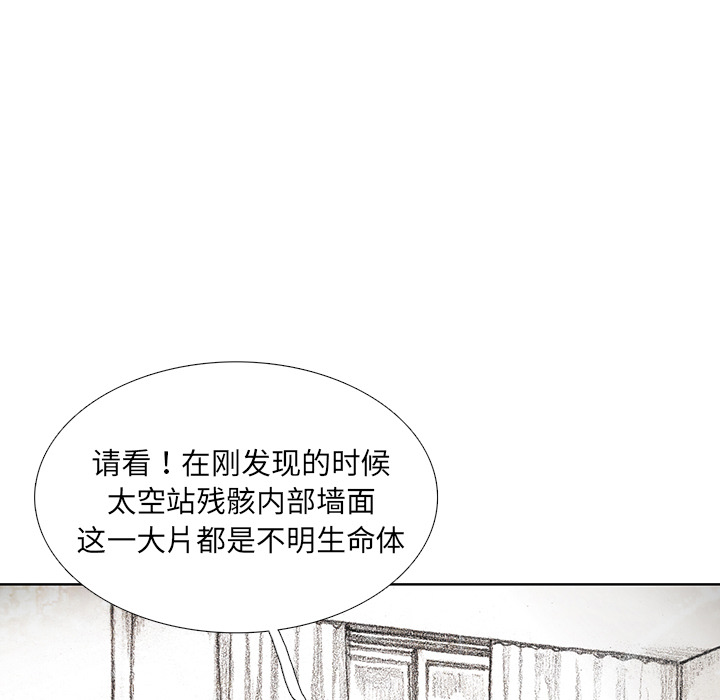 请看！在刚发现的时候
太空站残骸内部墙面
这一大片都是不明生命体